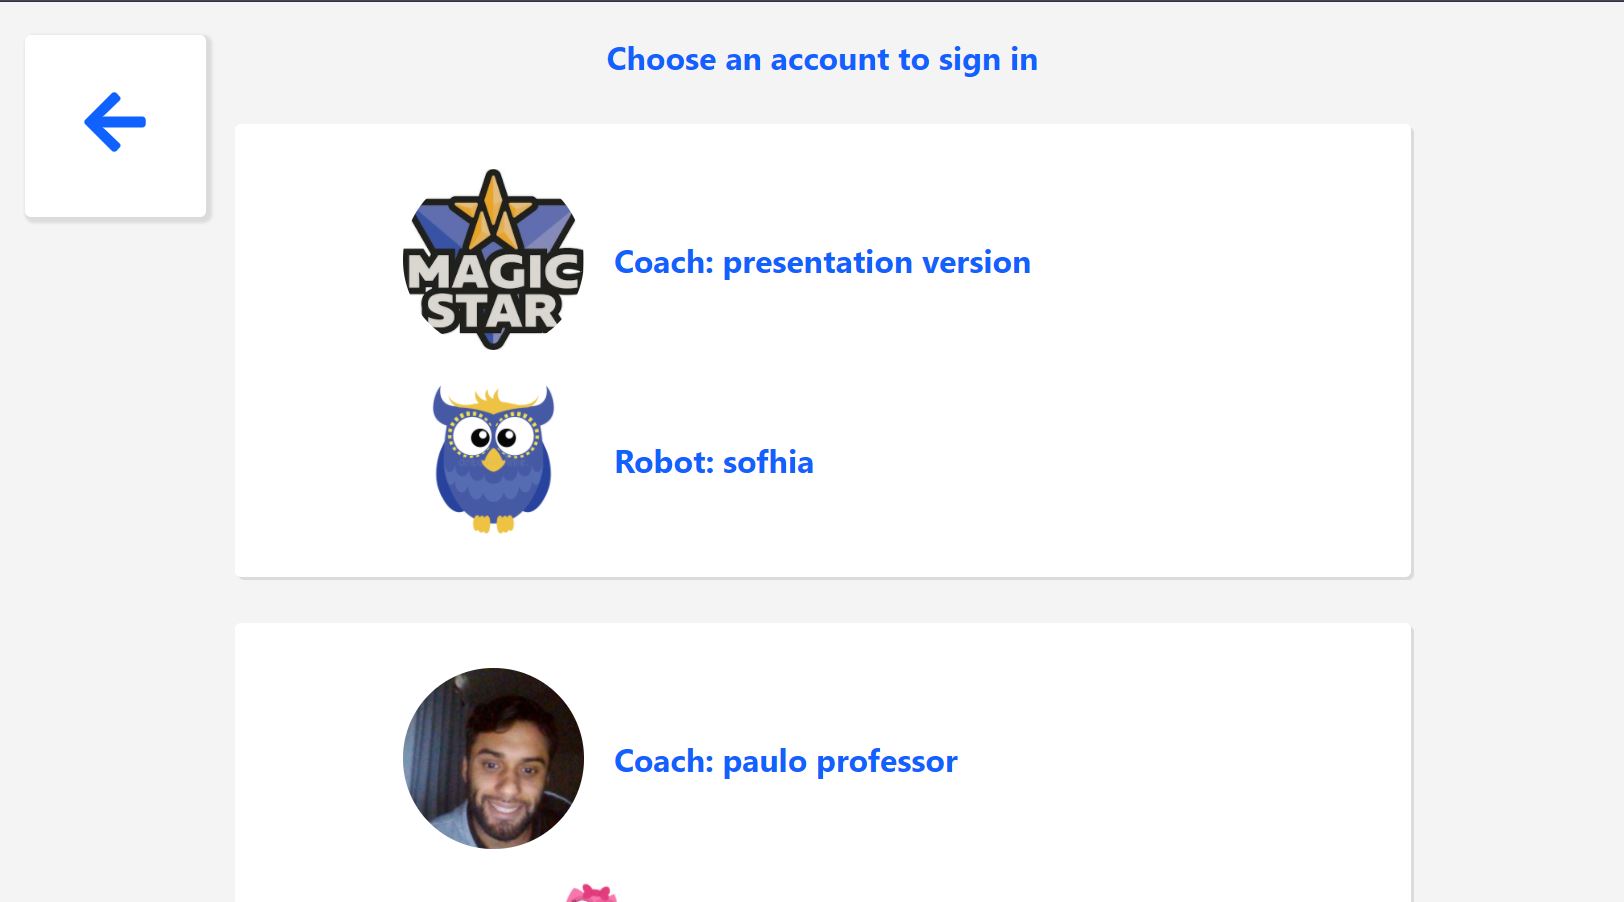 Choose an account to sign in
MAGIC
STAR
Coach: presentation version
Robot: sofhia
Coach: paulo professor